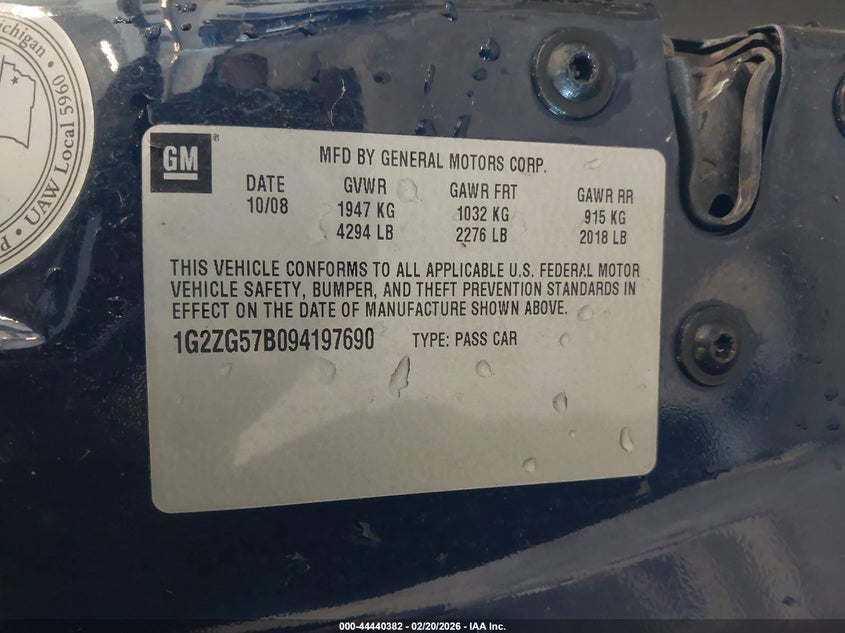 Michigan
UAW Local 5960
GM
MFD BY GENERAL MOTORS CORP.
DATE GVWR GAWR FRT GAWR RR
10/08 1947 KG 1032 KG 915 KG
4294 LB 2276 LB 2018 LB
THIS VEHICLE CONFORMS TO ALL APPLICABLE U.S. FEDERAL MOTOR
VEHICLE SAFETY, BUMPER, AND THEFT PREVENTION STANDARDS IN
EFFECT ON THE DATE OF MANUFACTURE SHOWN ABOVE.
1G2ZG57B094197690 TYPE: PASS CAR
000-44440382 - 02/20/2026 - IAA Inc.